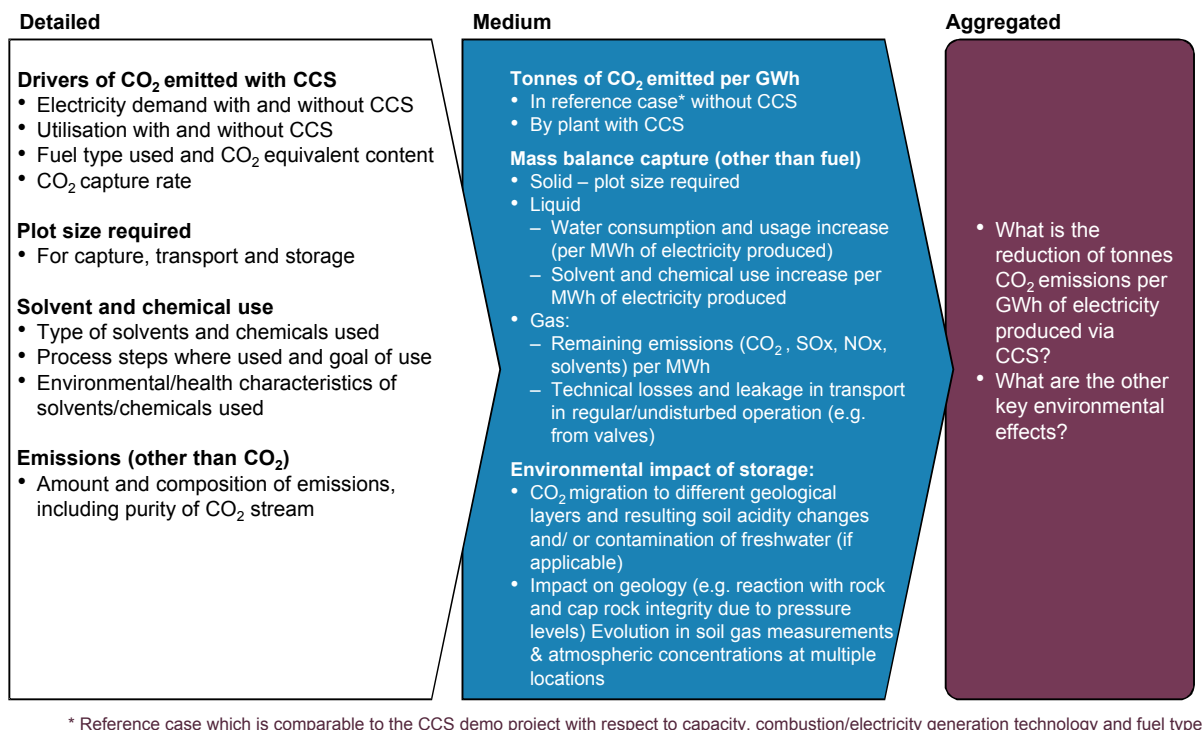 Detailed
Drivers of CO2 emitted with CCS
• Electricity demand with and without CCS
• Utilisation with and without CCS
• Fuel type used and CO2 equivalent content
• CO2 capture rate
Plot size required
• For capture, transport and storage
Solvent and chemical use
• Type of solvents and chemicals used
• Process steps where used and goal of use
• Environmental/health characteristics of
solvents/chemicals used
Emissions (other than CO2)
• Amount and composition of emissions,
including purity of CO2 stream
Medium
Tonnes of CO2 emitted per GWh
• In reference case* without CCS
• By plant with CCS
Mass balance capture (other than fuel)
• Solid – plot size required
• Liquid
– Water consumption and usage increase
(per MWh of electricity produced)
– Solvent and chemical use increase per
MWh of electricity produced
• Gas:
– Remaining emissions (CO2 , SOx, NOx,
solvents) per MWh
– Technical losses and leakage in transport
in regular/undisturbed operation (e.g.
from valves)
Environmental impact of storage:
• CO2 migration to different geological
layers and resulting soil acidity changes
and/ or contamination of freshwater (if
applicable)
• Impact on geology (e.g. reaction with rock
and cap rock integrity due to pressure
levels) Evolution in soil gas measurements
& atmospheric concentrations at multiple
locations
Aggregated
• What is the
reduction of tonnes
CO2 emissions per
GWh of electricity
produced via
CCS?
• What are the other
key environmental
effects?
* Reference case which is comparable to the CCS demo project with respect to capacity, combustion/electricity generation technology and fuel type